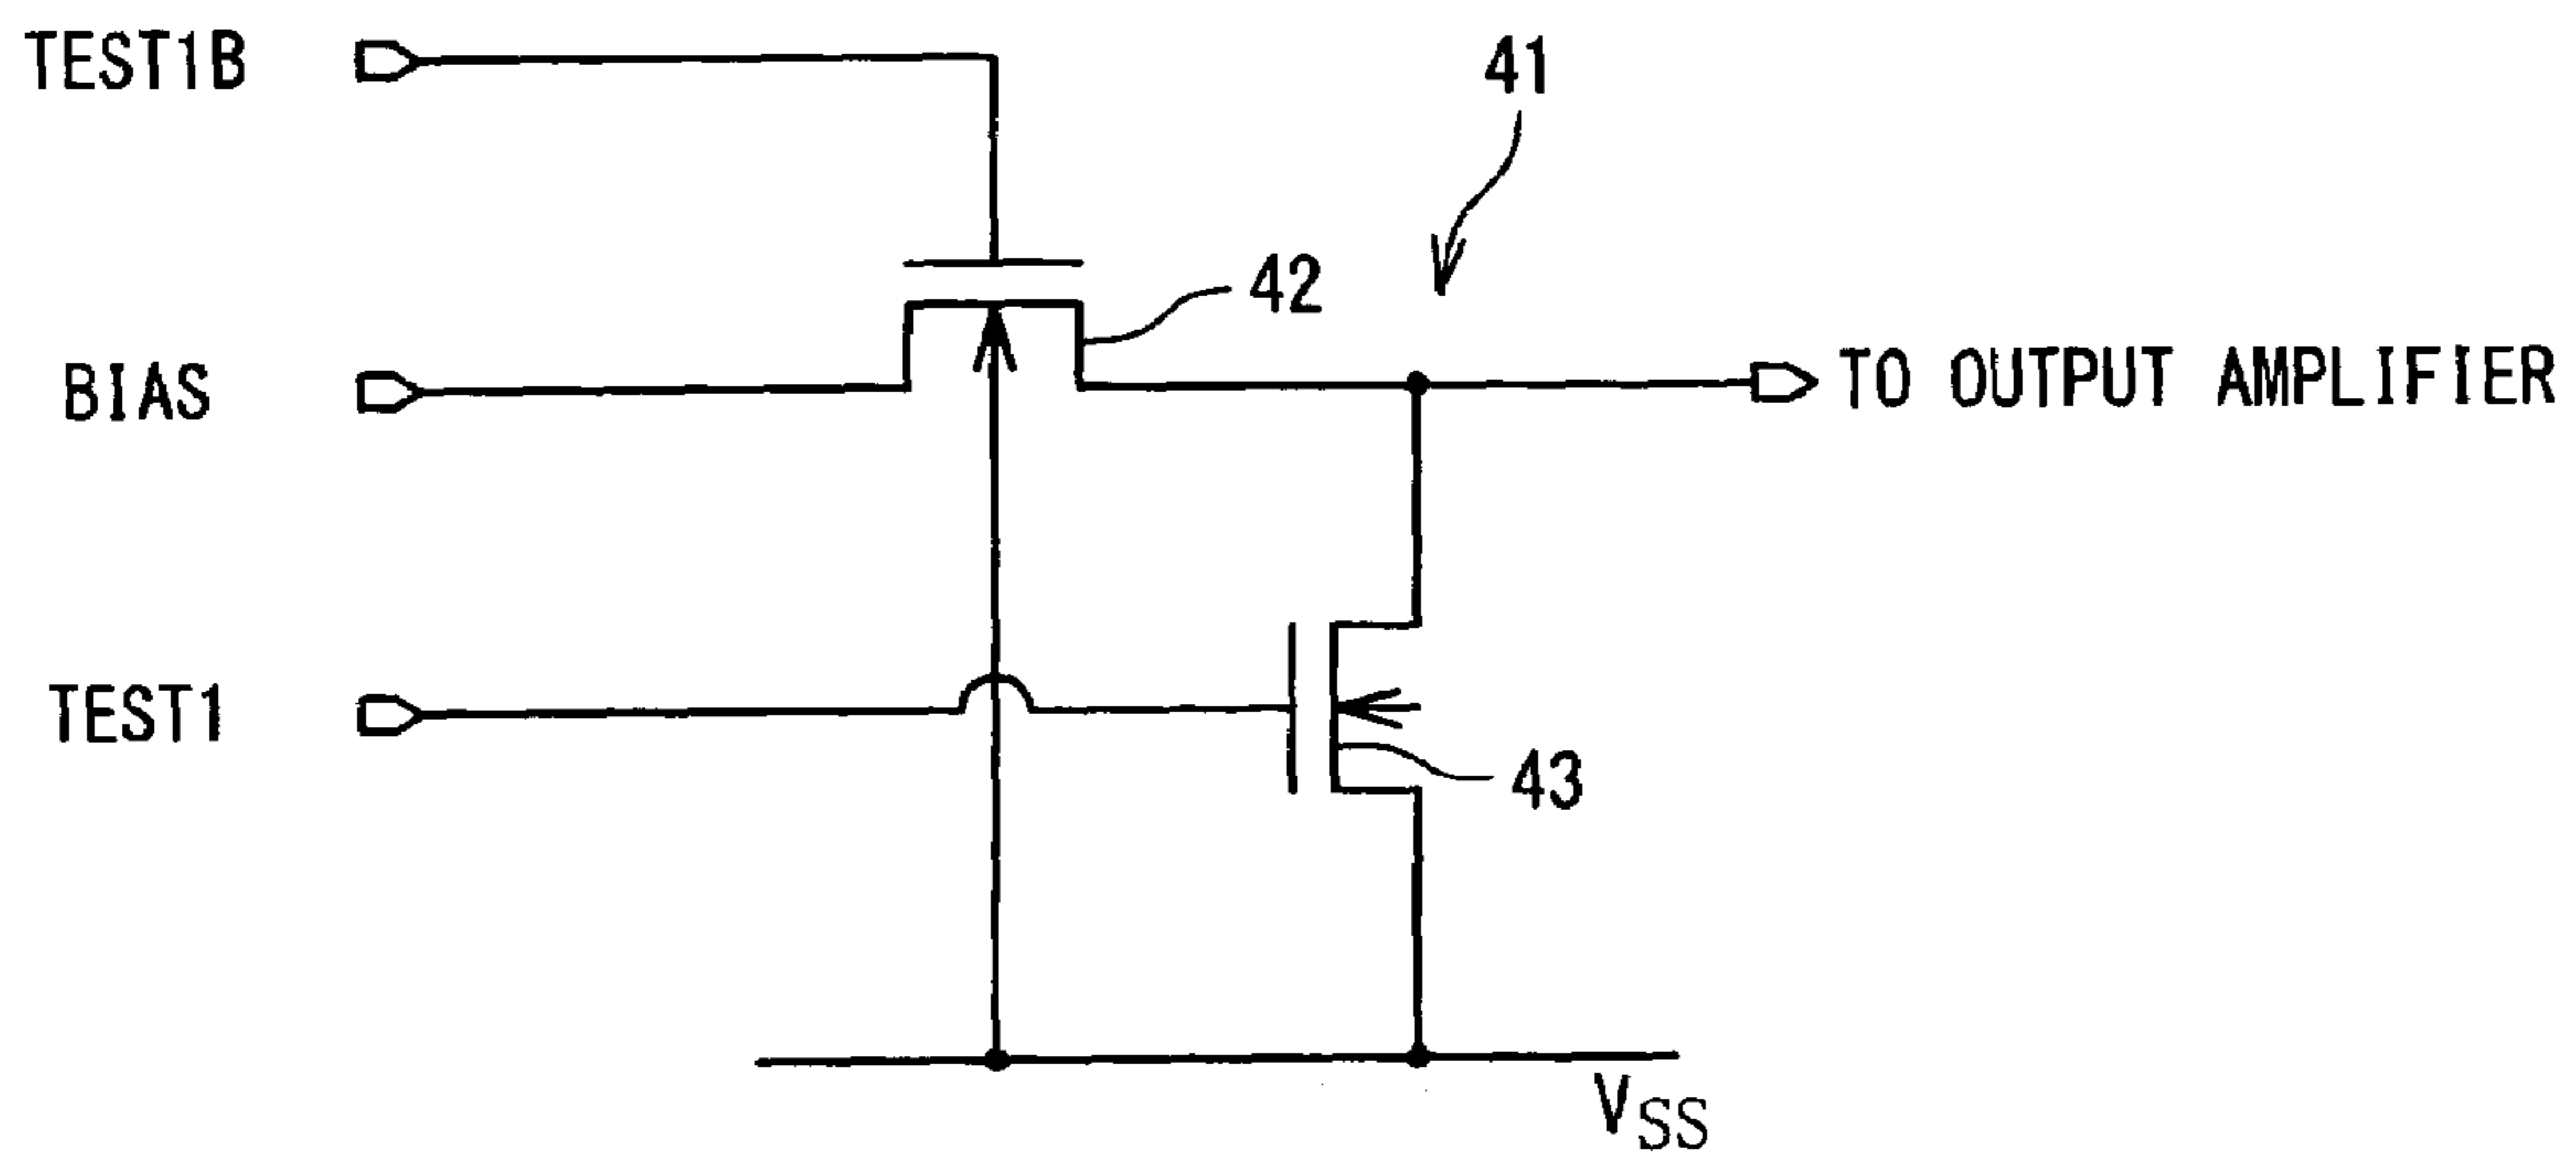 TEST1B
41
42
BIAS
TO OUTPUT AMPLIFIER
TEST1
43
VSS